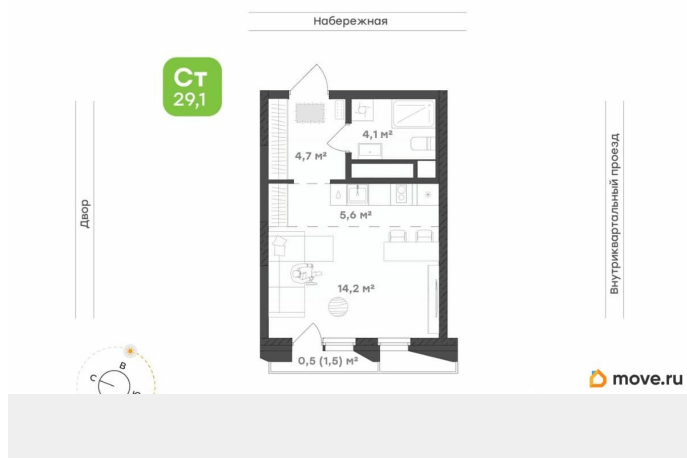 Набережная
Ст
29,1
4,1 м²
4,7 м²
Двор
Внутриквартальный проезд
5,6 м²
14,2 м²
0,5 (1,5) м²
В
С
move.ru